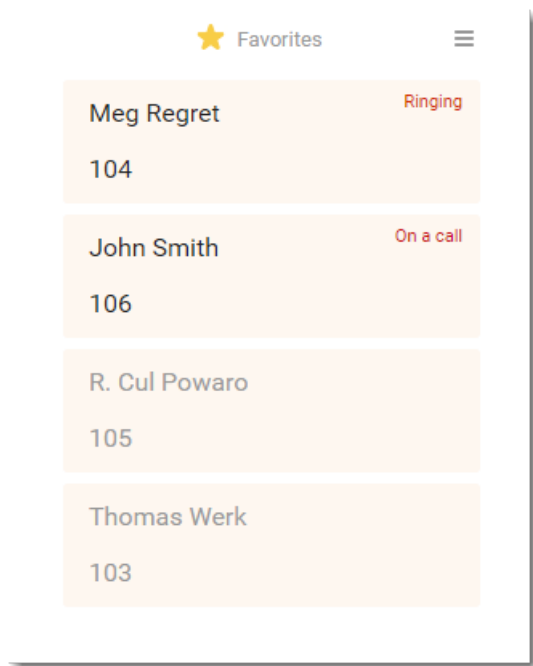 Favorites
Meg Regret
Ringing
104
John Smith
On a call
106
R. Cul Powaro
105
Thomas Werk
103